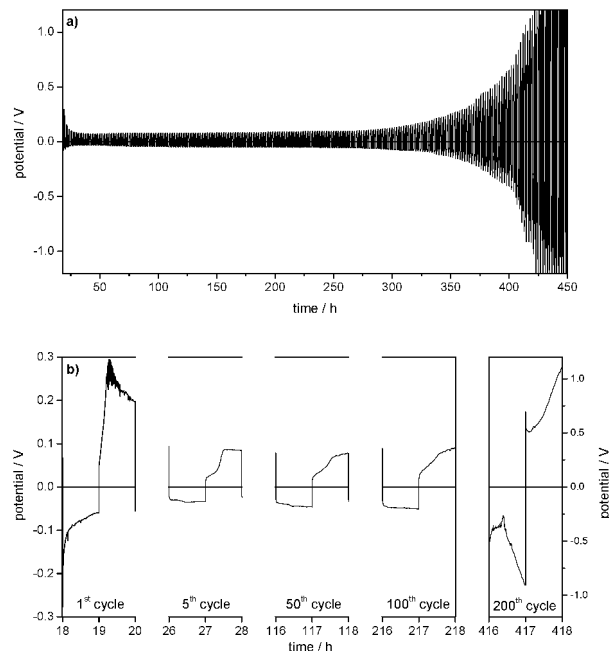 a)
1.0
0.5
0.0
-0.5
-1.0
potential / V
50 100 150 200 250 300 350 400 450
time / h
b)
0.3
0.2
0.1
0.0
-0.1
-0.2
-0.3
potential / V
1st cycle
5th cycle
50th cycle
100th cycle
200th cycle
1.0
0.5
0.0
-0.5
-1.0
potential / V
18 19 20 26 27 28 116 117 118 216 217 218 416 417 418
time / h